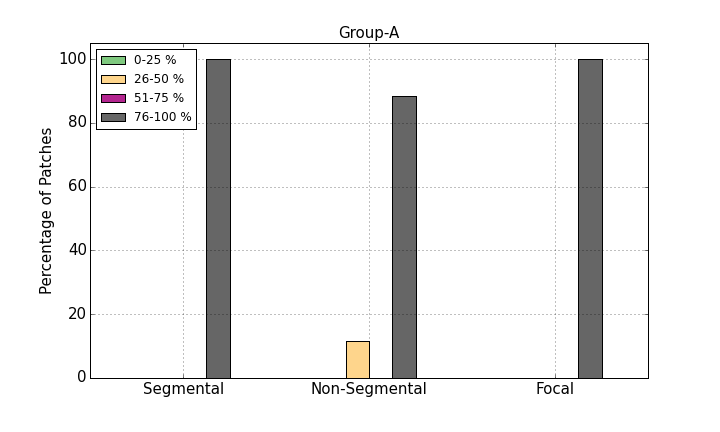 Group-A
0-25 %
26-50 %
51-75 %
76-100 %
Percentage of Patches
100
80
60
40
20
0
Segmental
Non-Segmental
Focal